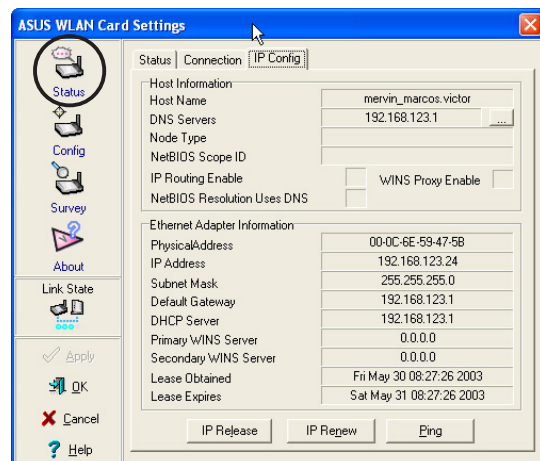 ASUS WLAN Card Settings
Status
Config
Survey
About
Link State
Apply
OK
Cancel
Help
Status Connection IP Config
Host Information
Host Name mervin_marcos.victor
DNS Servers 192.168.123.1 ...
Node Type
NetBIOS Scope ID
IP Routing Enable WINS Proxy Enable
NetBIOS Resolution Uses DNS
Ethernet Adapter Information
PhysicalAddress 00-0C-6E-59-47-5B
IP Address 192.168.123.24
Subnet Mask 255.255.255.0
Default Gateway 192.168.123.1
DHCP Server 192.168.123.1
Primary WINS Server 0.0.0.0
Secondary WINS Server 0.0.0.0
Lease Obtained Fri May 30 08:27:26 2003
Lease Expires Sat May 31 08:27:26 2003
IP Release IP Renew Ping